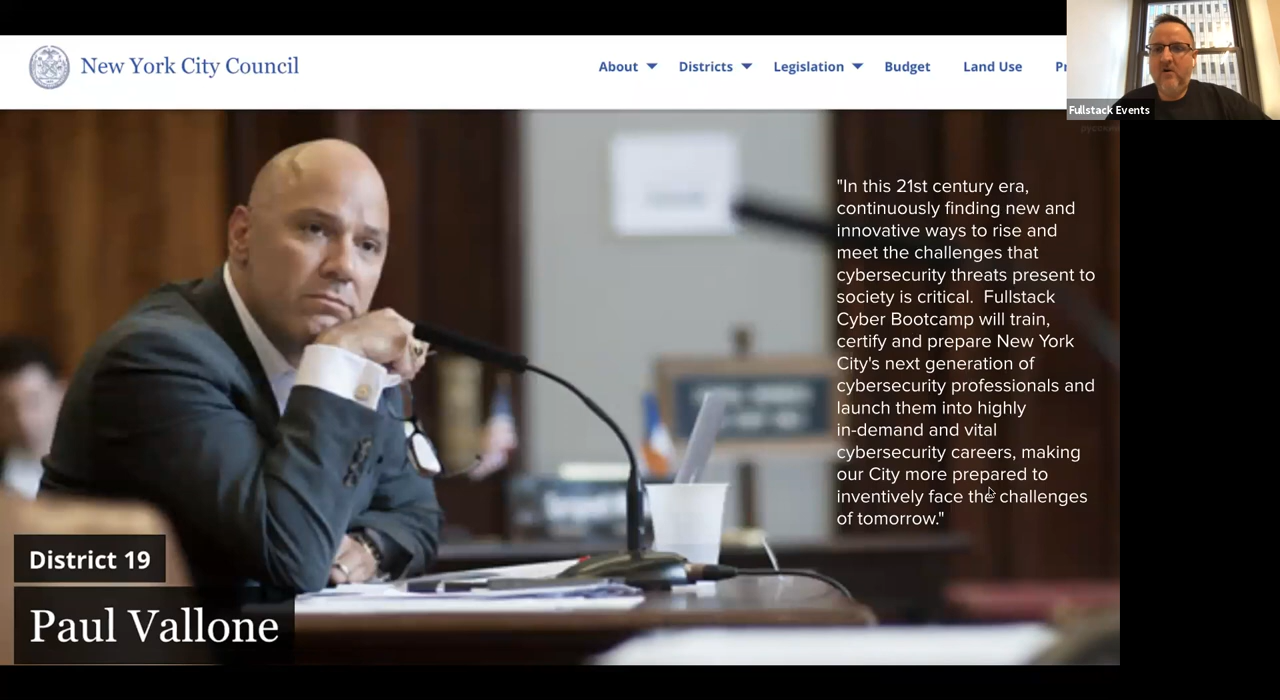 New York City Council
About
Districts
Legislation
Budget
Land Use
Fullstack Events
"In this 21st century era,
continuously finding new and
innovative ways to rise and
meet the challenges that
cybersecurity threats present to
society is critical.  Fullstack
Cyber Bootcamp will train,
certify and prepare New York
City's next generation of
cybersecurity professionals and
launch them into highly
in-demand and vital
cybersecurity careers, making
our City more prepared to
inventively face the challenges
of tomorrow."
District 19
Paul Vallone